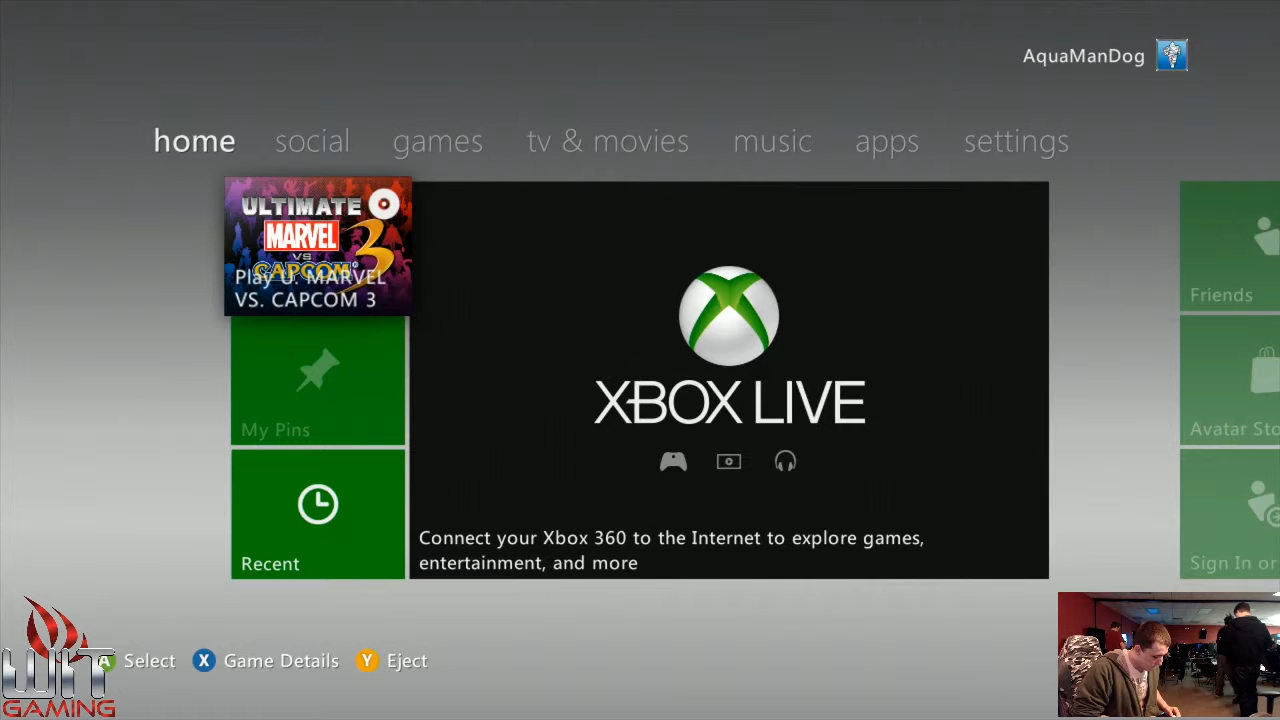 AquaManDog
home social games tv & movies music apps settings
ULTIMATE
MARVEL
VS
CAPCOM 3
Play U. MARVEL
VS. CAPCOM 3
My Pins
Recent
XBOX LIVE
Connect your Xbox 360 to the Internet to explore games,
entertainment, and more
Friends
Avatar Sto
Sign In or
A Select X Game Details Y Eject
WIT
GAMING